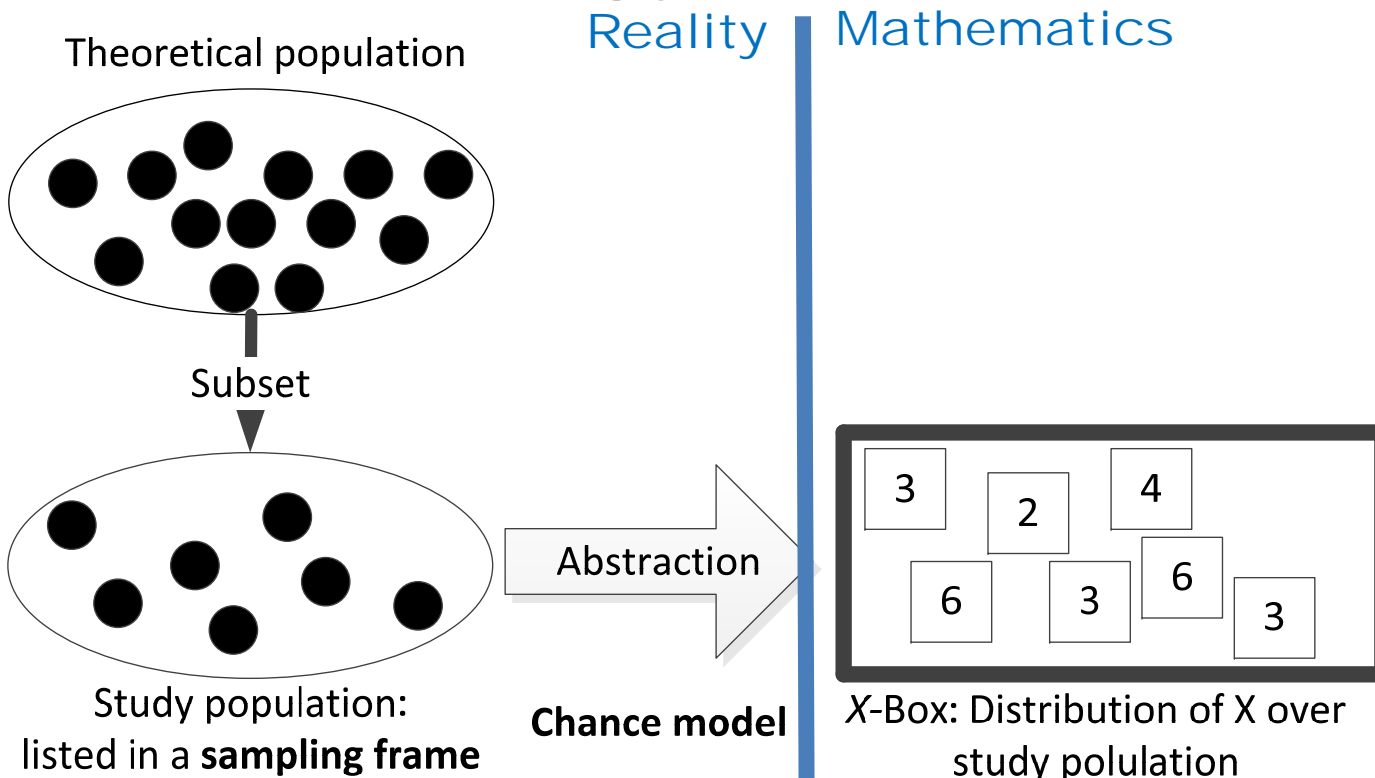 Reality
Mathematics
Theoretical population
Subset
Abstraction
3
2
4
6
3
6
3
Study population:
listed in a sampling frame
Chance model
X-Box: Distribution of X over
study polulation